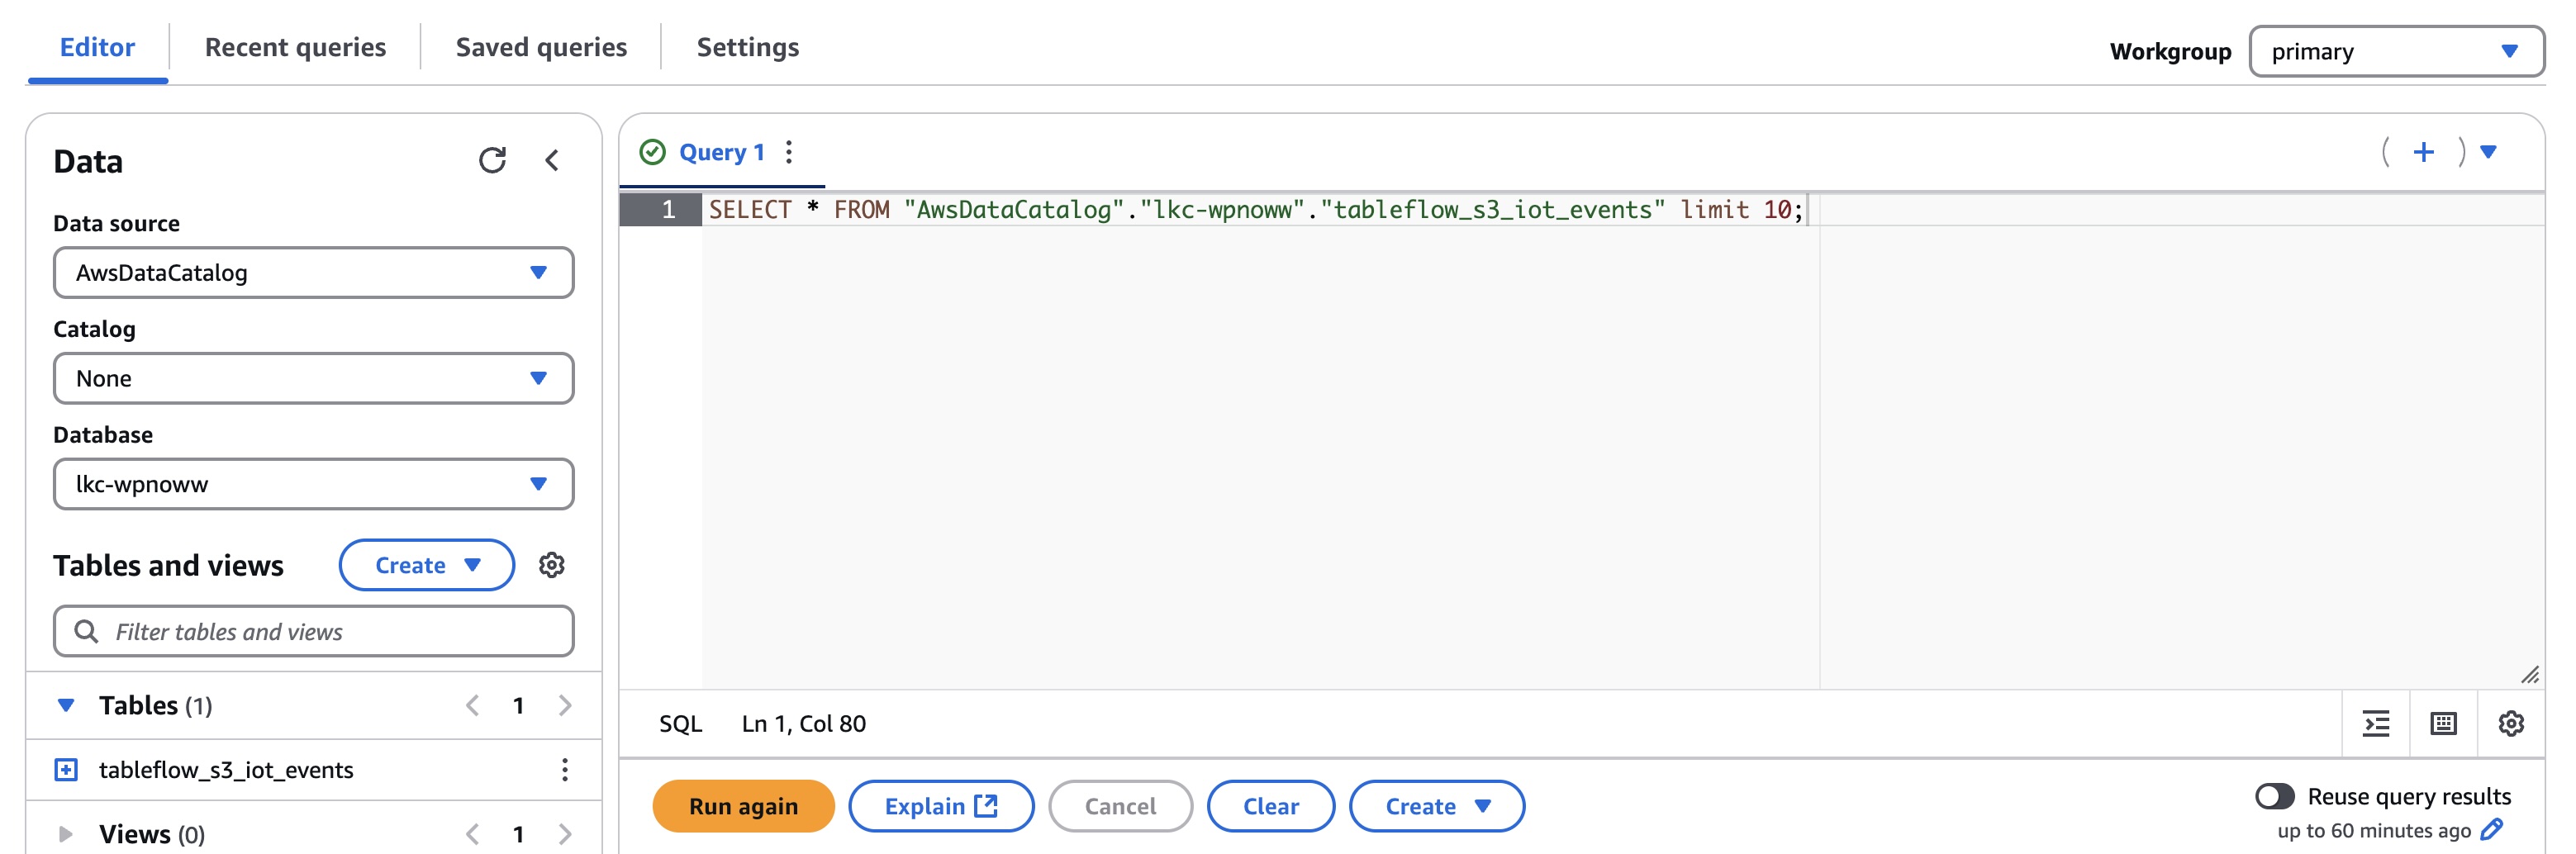 Editor
Recent queries
Saved queries
Settings
Workgroup
primary
Data
Data source
AwsDataCatalog
Catalog
None
Database
lkc-wpnoww
Tables and views
Create
Filter tables and views
Tables (1)
1
tableflow_s3_iot_events
Views (0)
1
Query 1
1 SELECT * FROM "AwsDataCatalog"."lkc-wpnoww"."tableflow_s3_iot_events" limit 10;
SQL Ln 1, Col 80
Run again
Explain
Cancel
Clear
Create
Reuse query results
up to 60 minutes ago